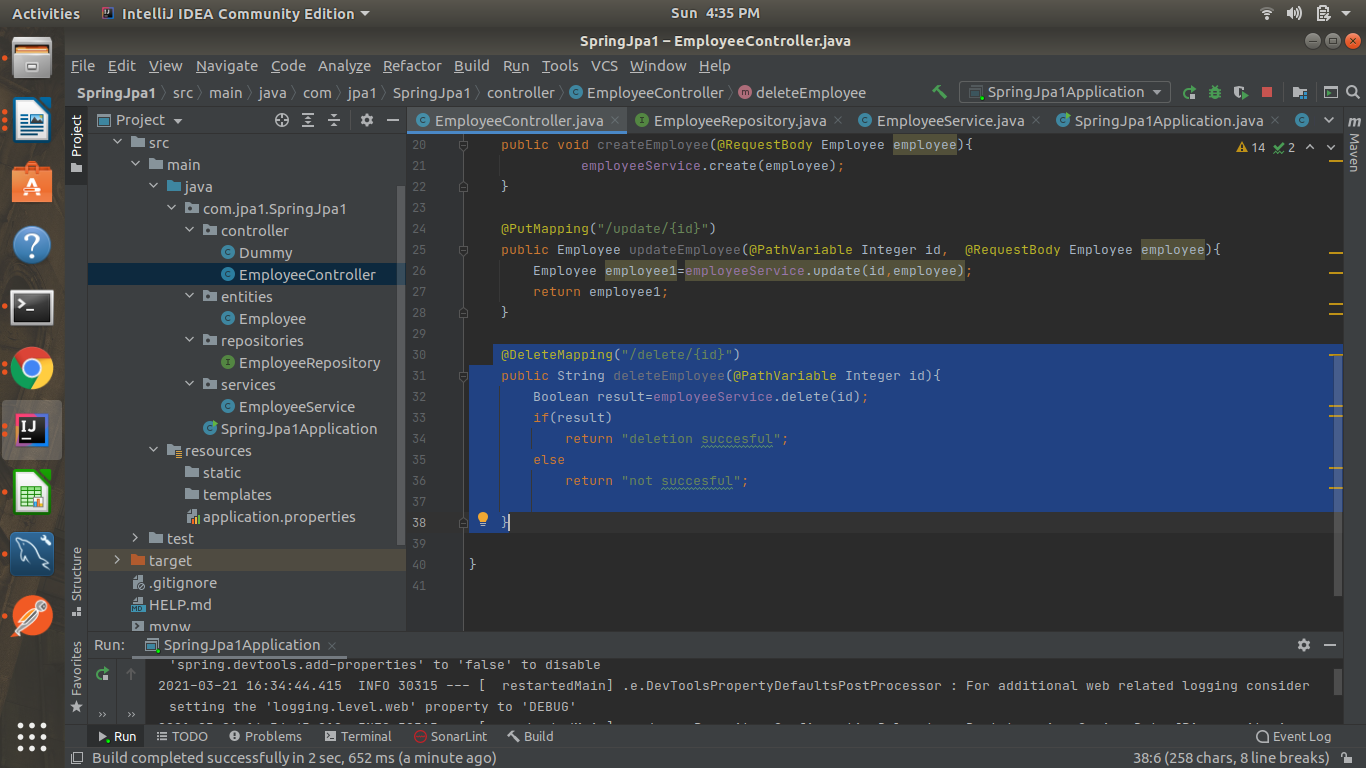 Activities IntelliJ IDEA Community Edition Sun 4:35 PM
SpringJpa1 – EmployeeController.java
File Edit View Navigate Code Analyze Refactor Build Run Tools VCS Window Help
SpringJpa1 src main java com jpa1 SpringJpa1 controller EmployeeController deleteEmployee SpringJpa1Application
Project
EmployeeController.java EmployeeRepository.java EmployeeService.java SpringJpa1Application.java
Project
Structure
Favorites
Maven
src
main
java
com.jpa1.SpringJpa1
controller
Dummy
EmployeeController
entities
Employee
repositories
EmployeeRepository
services
EmployeeService
SpringJpa1Application
resources
static
templates
application.properties
test
target
.gitignore
HELP.md
mvnw
14 2
20 public void createEmployee(@RequestBody Employee employee){
21 employeeService.create(employee);
22 }
23
24 @PutMapping("/update/{id}")
25 public Employee updateEmployee(@PathVariable Integer id, @RequestBody Employee employee){
26 Employee employee1=employeeService.update(id,employee);
27 return employee1;
28 }
29
30 @DeleteMapping("/delete/{id}")
31 public String deleteEmployee(@PathVariable Integer id){
32 Boolean result=employeeService.delete(id);
33 if(result)
34 return "deletion succesful";
35 else
36 return "not succesful";
37
38 }
39
40 }
41
Run: SpringJpa1Application
'spring.devtools.add-properties' to 'false' to disable
2021-03-21 16:34:44.415 INFO 30315 --- [ restartedMain] .e.DevToolsPropertyDefaultsPostProcessor : For additional web related logging consider
setting the 'logging.level.web' property to 'DEBUG'
Run TODO Problems Terminal SonarLint Build Event Log
Build completed successfully in 2 sec, 652 ms (a minute ago) 38:6 (258 chars, 8 line breaks)